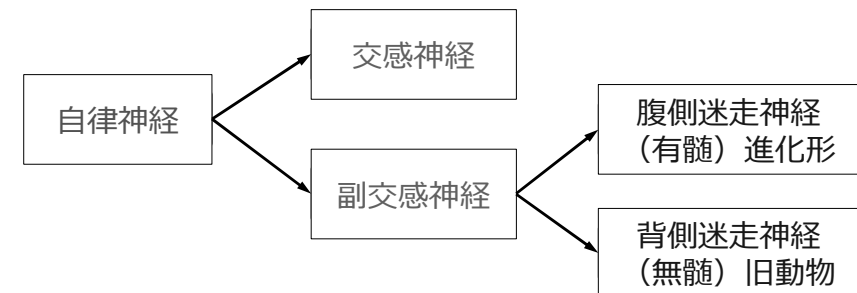 自律神経
交感神経
副交感神経
腹側迷走神経
（有髄）進化形
背側迷走神経
（無髄）旧動物